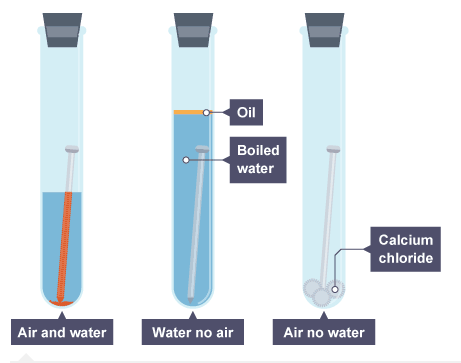 Oil
Boiled
water
Calcium
chloride
Air and water
Water no air
Air no water